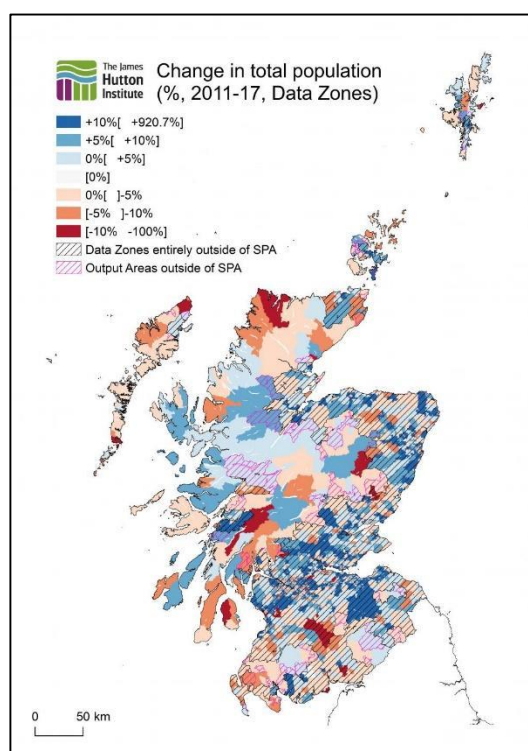 The James
Hutton
Institute
Change in total population
(%, 2011-17, Data Zones)
+10%[ +920.7%]
+5%[ +10%]
0%[ +5%]
[0%]
0%[ ]-5%
[-5% ]-10%
[-10% -100%]
Data Zones entirely outside of SPA
Output Areas outside of SPA
0 50 km